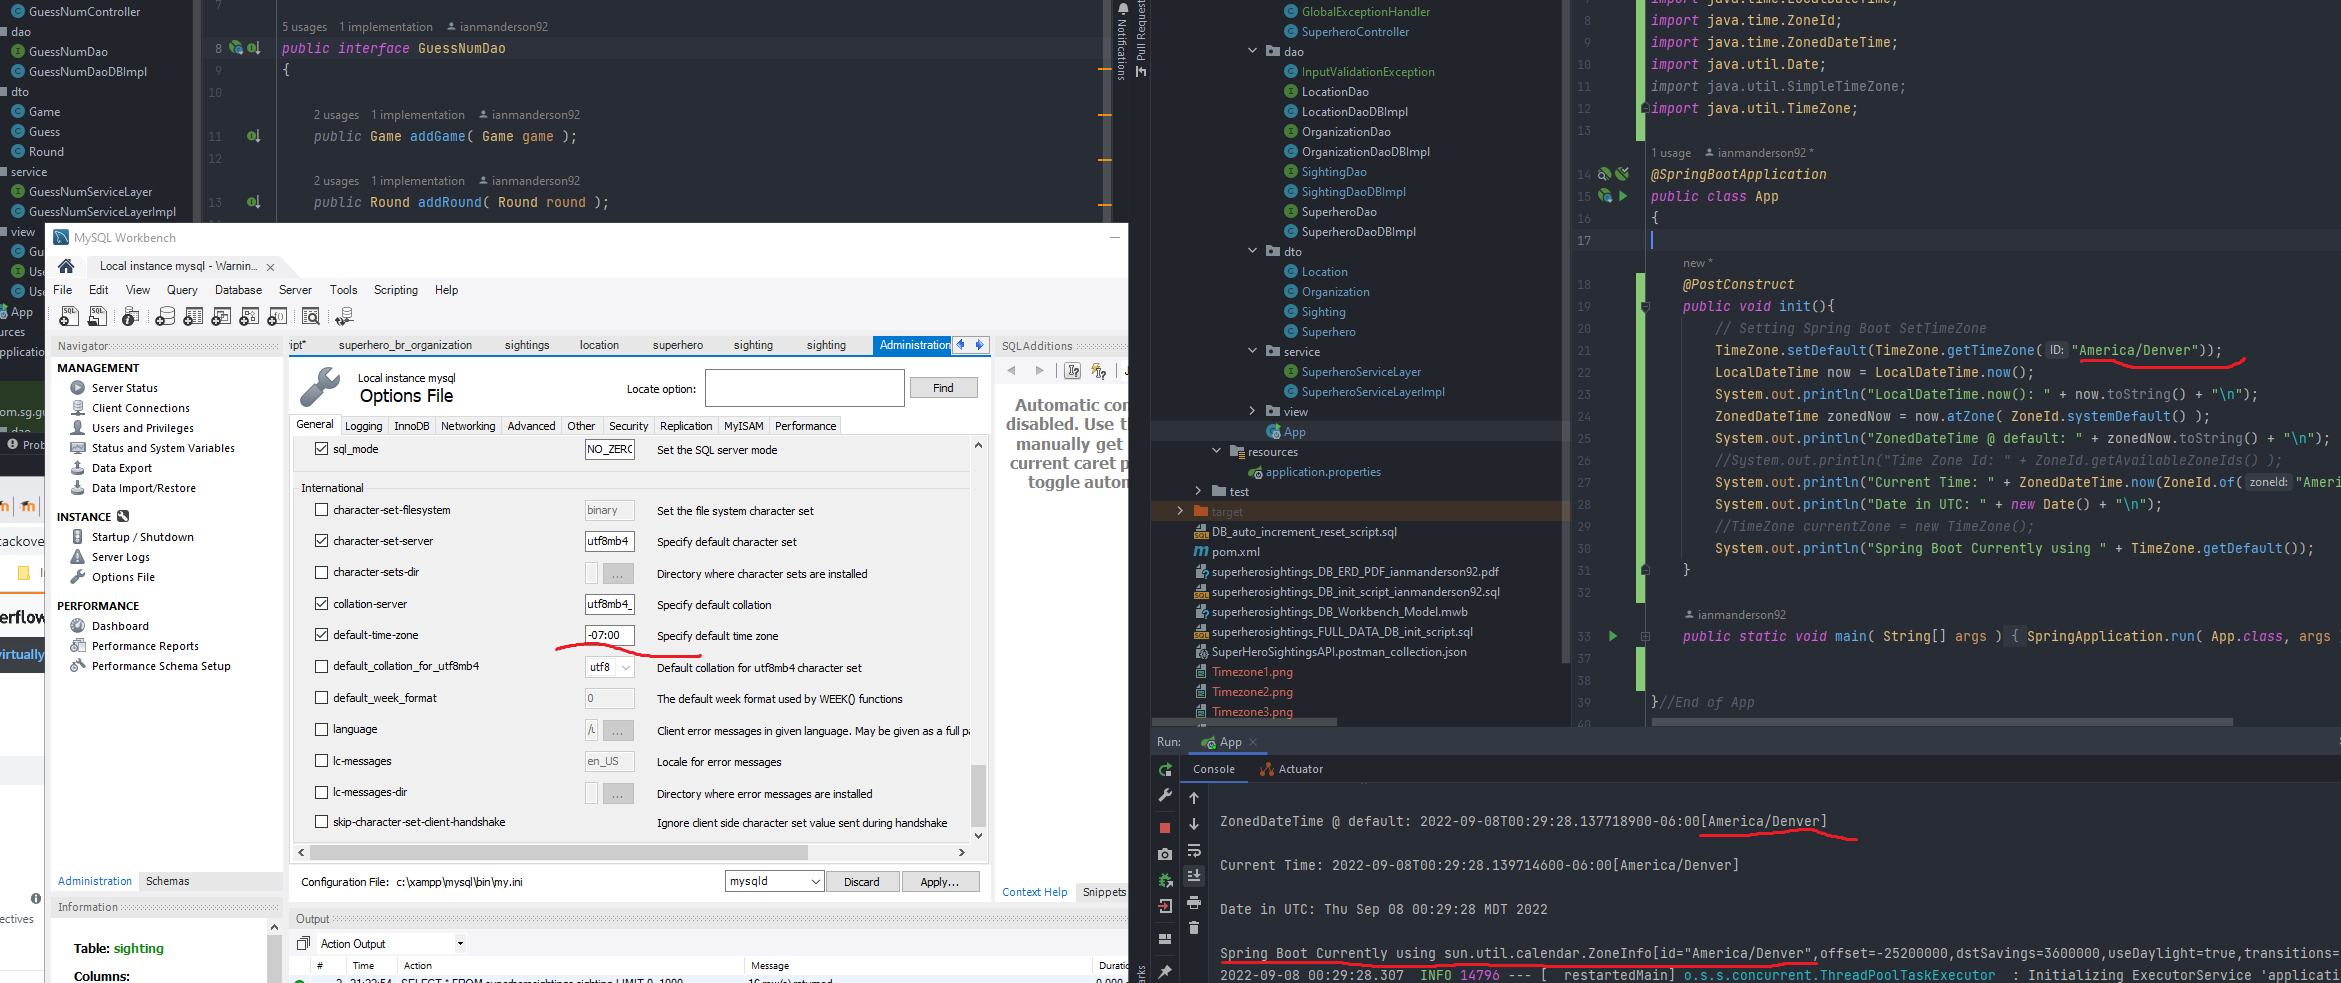 GuessNumController
dao
GuessNumDao
GuessNumDaoDBImpl
dto
Game
Guess
Round
service
GuessNumServiceLayer
GuessNumServiceLayerImpl
view
Gu
Use
Use
App
7
5 usages 1 implementation ianmanderson92
8 public interface GuessNumDao
9 {
10
2 usages 1 implementation ianmanderson92
11 public Game addGame( Game game );
12
2 usages 1 implementation ianmanderson92
13 public Round addRound( Round round );
Notifications
Pull Request
MySQL Workbench
Local instance mysql - Warnin...
File Edit View Query Database Server Tools Scripting Help
Navigator
MANAGEMENT
Server Status
Client Connections
Users and Privileges
Status and System Variables
Data Export
Data Import/Restore
INSTANCE
Startup / Shutdown
Server Logs
Options File
PERFORMANCE
Dashboard
Performance Reports
Performance Schema Setup
Administration Schemas
Information
Table: sighting
Columns:
ript* superhero_br_organization sightings location superhero sighting sighting Administration
Local instance mysql
Options File
Locate option: Find
General Logging InnoDB Networking Advanced Other Security Replication MyISAM Performance
sql_mode NO_ZERO Set the SQL server mode
International
character-set-filesystem binary Set the file system character set
character-set-server utf8mb4 Specify default character set
character-sets-dir ... Directory where character sets are installed
collation-server utf8mb4_ Specify default collation
default-time-zone -07:00 Specify default time zone
default_collation_for_utf8mb4 utf8 Default collation for utf8mb4 character set
default_week_format 0 The default week format used by WEEK() functions
language /u ... Client error messages in given language. May be given as a full pa
lc-messages en_US Locale for error messages
lc-messages-dir ... Directory where error messages are installed
skip-character-set-client-handshake Ignore client side character set value sent during handshake
Configuration File: c:\xampp\mysql\bin\my.ini mysqld Discard Apply...
Output
Action Output
# Time Action Message Duratio
SQLAdditions
Automatic con
disabled. Use t
manually get
current caret p
toggle auton
Context Help Snippets
GlobalExceptionHandler
SuperheroController
dao
InputValidationException
LocationDao
LocationDaoDBImpl
OrganizationDao
OrganizationDaoDBImpl
SightingDao
SightingDaoDBImpl
SuperheroDao
SuperheroDaoDBImpl
dto
Location
Organization
Sighting
Superhero
service
SuperheroServiceLayer
SuperheroServiceLayerImpl
view
App
resources
application.properties
test
target
DB_auto_increment_reset_script.sql
pom.xml
superherosightings_DB_ERD_PDF_ianmanderson92.pdf
superherosightings_DB_init_script_ianmanderson92.sql
superherosightings_DB_Workbench_Model.mwb
superherosightings_FULL_DATA_DB_init_script.sql
SuperHeroSightingsAPI.postman_collection.json
Timezone1.png
Timezone2.png
Timezone3.png
8 import java.time.ZoneId;
9 import java.time.ZonedDateTime;
10 import java.util.Date;
11 import java.util.SimpleTimeZone;
12 import java.util.TimeZone;
13
1 usage ianmanderson92 *
14 @SpringBootApplication
15 public class App
16 {
17
new *
18 @PostConstruct
19 public void init(){
20 // Setting Spring Boot SetTimeZone
21 TimeZone.setDefault(TimeZone.getTimeZone( ID: "America/Denver"));
22 LocalDateTime now = LocalDateTime.now();
23 System.out.println("LocalDateTime.now(): " + now.toString() + "\n");
24 ZonedDateTime zonedNow = now.atZone( ZoneId.systemDefault() );
25 System.out.println("ZonedDateTime @ default: " + zonedNow.toString() + "\n");
26 //System.out.println("Time Zone Id: " + ZoneId.getAvailableZoneIds() );
27 System.out.println("Current Time: " + ZonedDateTime.now(ZoneId.of( zoneId: "Ameri
28 System.out.println("Date in UTC: " + new Date() + "\n");
29 //TimeZone currentZone = new TimeZone();
30 System.out.println("Spring Boot Currently using " + TimeZone.getDefault());
31 }
32
ianmanderson92
33 public static void main( String[] args ) { SpringApplication.run( App.class, args
37
38
39 }//End of App
40
Run: App
Console Actuator
ZonedDateTime @ default: 2022-09-08T00:29:28.137718900-06:00[America/Denver]
Current Time: 2022-09-08T00:29:28.139714600-06:00[America/Denver]
Date in UTC: Thu Sep 08 00:29:28 MDT 2022
Spring Boot Currently using sun.util.calendar.ZoneInfo[id="America/Denver",offset=-25200000,dstSavings=3600000,useDaylight=true,transitions=
2022-09-08 00:29:28.307 INFO 14796 --- [ restartedMain] o.s.s.concurrent.ThreadPoolTaskExecutor : Initializing ExecutorService 'applicati